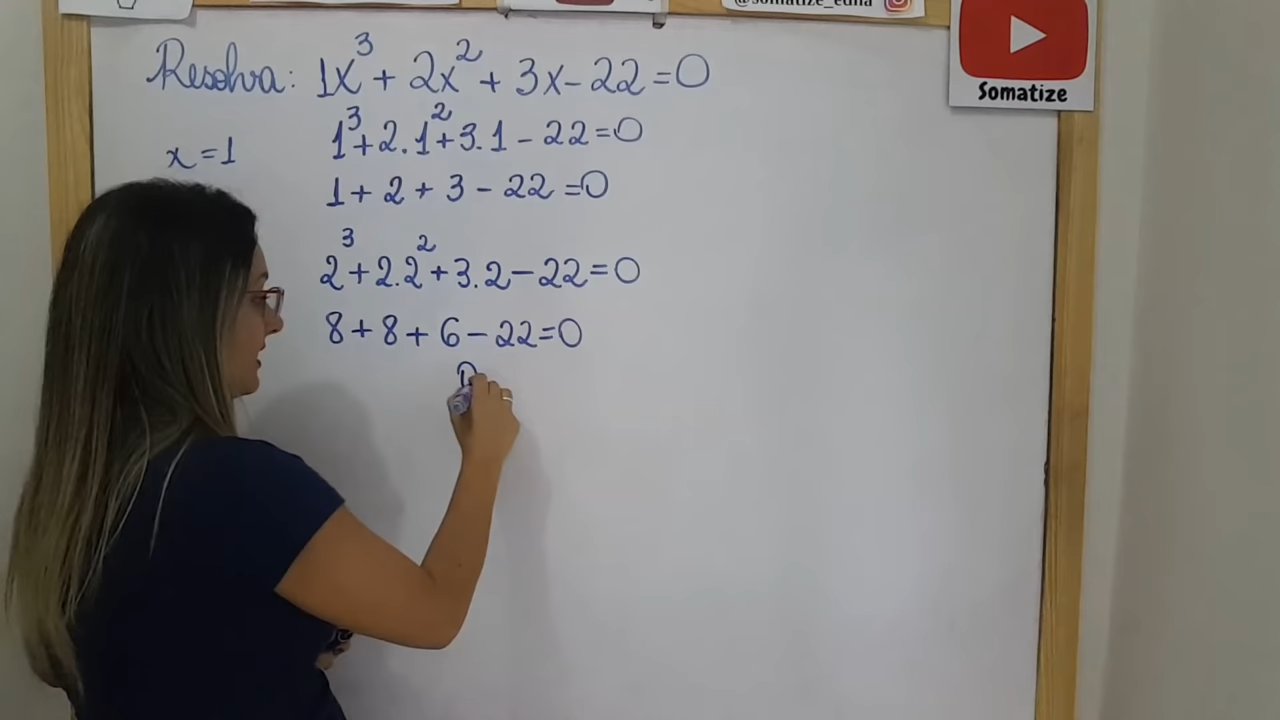 @somatize_edna
Somatize
Resolva: 1x³ + 2x² + 3x - 22 = 0
x = 1
1³ + 2.1² + 3.1 - 22 = 0
1 + 2 + 3 - 22 = 0
2³ + 2.2² + 3.2 - 22 = 0
8 + 8 + 6 - 22 = 0